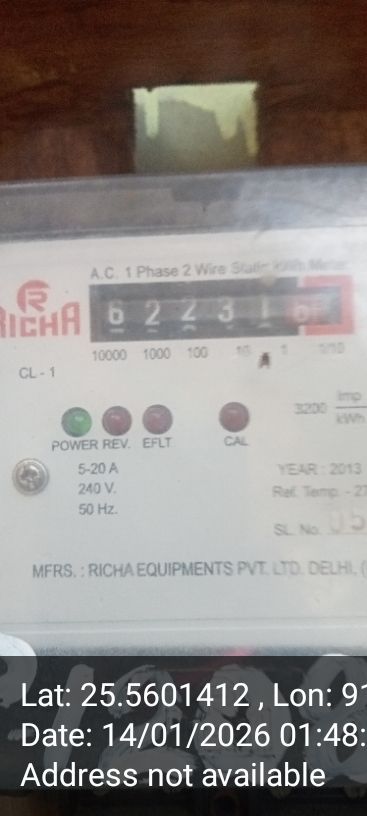 A.C. 1 Phase 2 Wire Static kWh Meter
RICHA
6 2 2 3 1
10000 1000 100 10 1 1/10
CL - 1
3200 Imp
kWh
POWER REV. EFLT CAL
5-20 A
240 V.
50 Hz.
YEAR : 2013
Ref. Temp. - 27
SL. No. 05
MFRS. : RICHA EQUIPMENTS PVT. LTD. DELHI, (
Lat: 25.5601412 , Lon: 91
Date: 14/01/2026 01:48:
Address not available